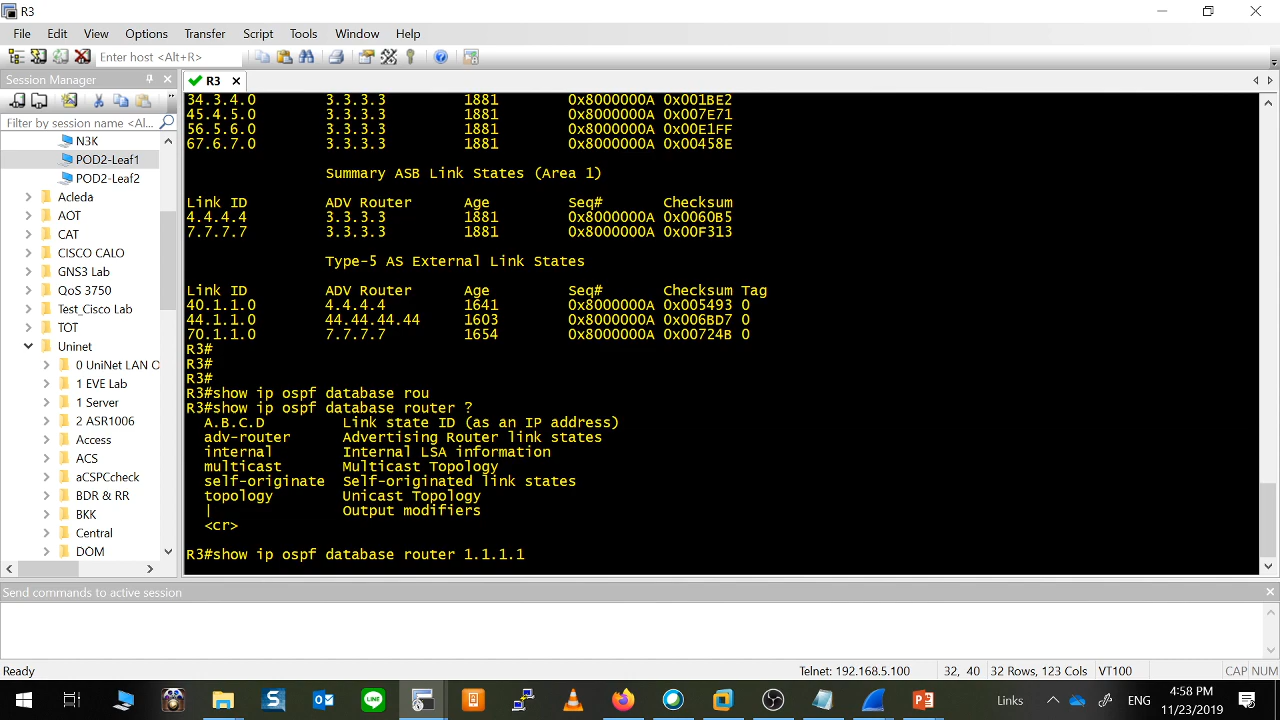 R3
File Edit View Options Transfer Script Tools Window Help
Enter host <Alt+R>
Session Manager
R3
Filter by session name <Al...
N3K
POD2-Leaf1
POD2-Leaf2
Acleda
AOT
CAT
CISCO CALO
GNS3 Lab
QoS 3750
Test_Cisco Lab
TOT
Uninet
0 UniNet LAN O
1 EVE Lab
1 Server
2 ASR1006
Access
ACS
aCSPCcheck
BDR & RR
BKK
Central
DOM
34.3.4.0 3.3.3.3 1881 0x8000000A 0x001BE2
45.4.5.0 3.3.3.3 1881 0x8000000A 0x007E71
56.5.6.0 3.3.3.3 1881 0x8000000A 0x00E1FF
67.6.7.0 3.3.3.3 1881 0x8000000A 0x00458E
Summary ASB Link States (Area 1)
Link ID ADV Router Age Seq# Checksum
4.4.4.4 3.3.3.3 1881 0x8000000A 0x0060B5
7.7.7.7 3.3.3.3 1881 0x8000000A 0x00F313
Type-5 AS External Link States
Link ID ADV Router Age Seq# Checksum Tag
40.1.1.0 4.4.4.4 1641 0x8000000A 0x005493 0
44.1.1.0 44.44.44.44 1603 0x8000000A 0x006BD7 0
70.1.1.0 7.7.7.7 1654 0x8000000A 0x00724B 0
R3#
R3#
R3#
R3#show ip ospf database rou
R3#show ip ospf database router ?
A.B.C.D Link state ID (as an IP address)
adv-router Advertising Router link states
internal Internal LSA information
multicast Multicast Topology
self-originate Self-originated link states
topology Unicast Topology
| Output modifiers
<cr>
R3#show ip ospf database router 1.1.1.1
Send commands to active session
Ready Telnet: 192.168.5.100 32, 40 32 Rows, 123 Cols VT100 CAP NUM
Links ENG 4:58 PM
11/23/2019